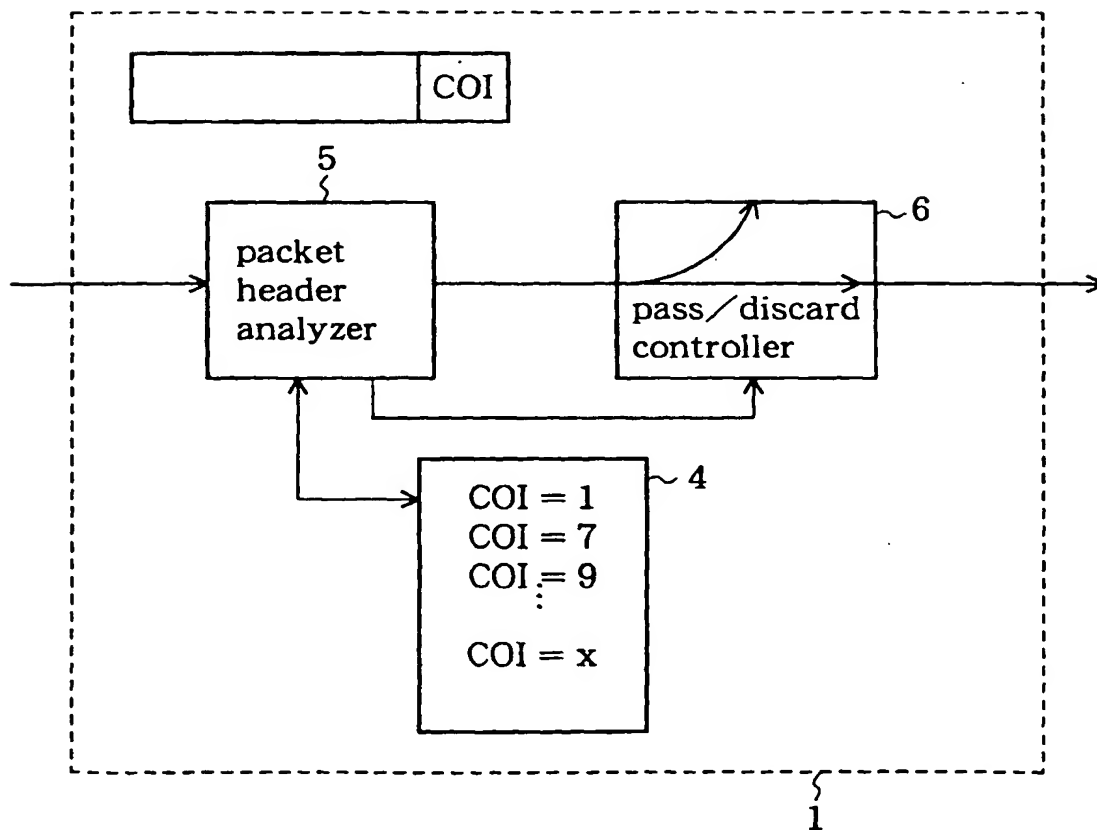 COI
5
packet
header
analyzer
6
pass/discard
controller
4
COI = 1
COI = 7
COI = 9
⋮
COI = x
1